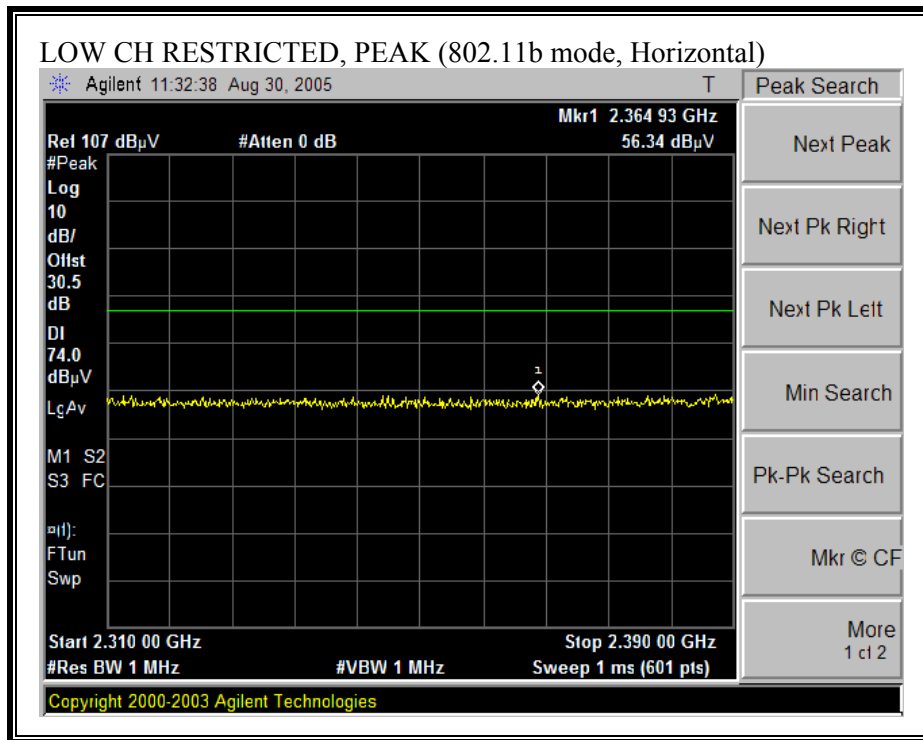 LOW CH RESTRICTED, PEAK (802.11b mode, Horizontal)
Agilent 11:32:38 Aug 30, 2005 T
Peak Search
Mkr1 2.364 93 GHz
Ref 107 dBµV #Atten 0 dB 56.34 dBµV
#Peak
Log
10
dB/
Offst
30.5
dB
DI
74.0
dBµV
LgAv
M1 S2
S3 FC
¤(f):
FTun
Swp
1
Start 2.310 00 GHz Stop 2.390 00 GHz
#Res BW 1 MHz #VBW 1 MHz Sweep 1 ms (601 pts)
Copyright 2000-2003 Agilent Technologies
Next Peak
Next Pk Right
Next Pk Left
Min Search
Pk-Pk Search
Mkr © CF
More
1 of 2